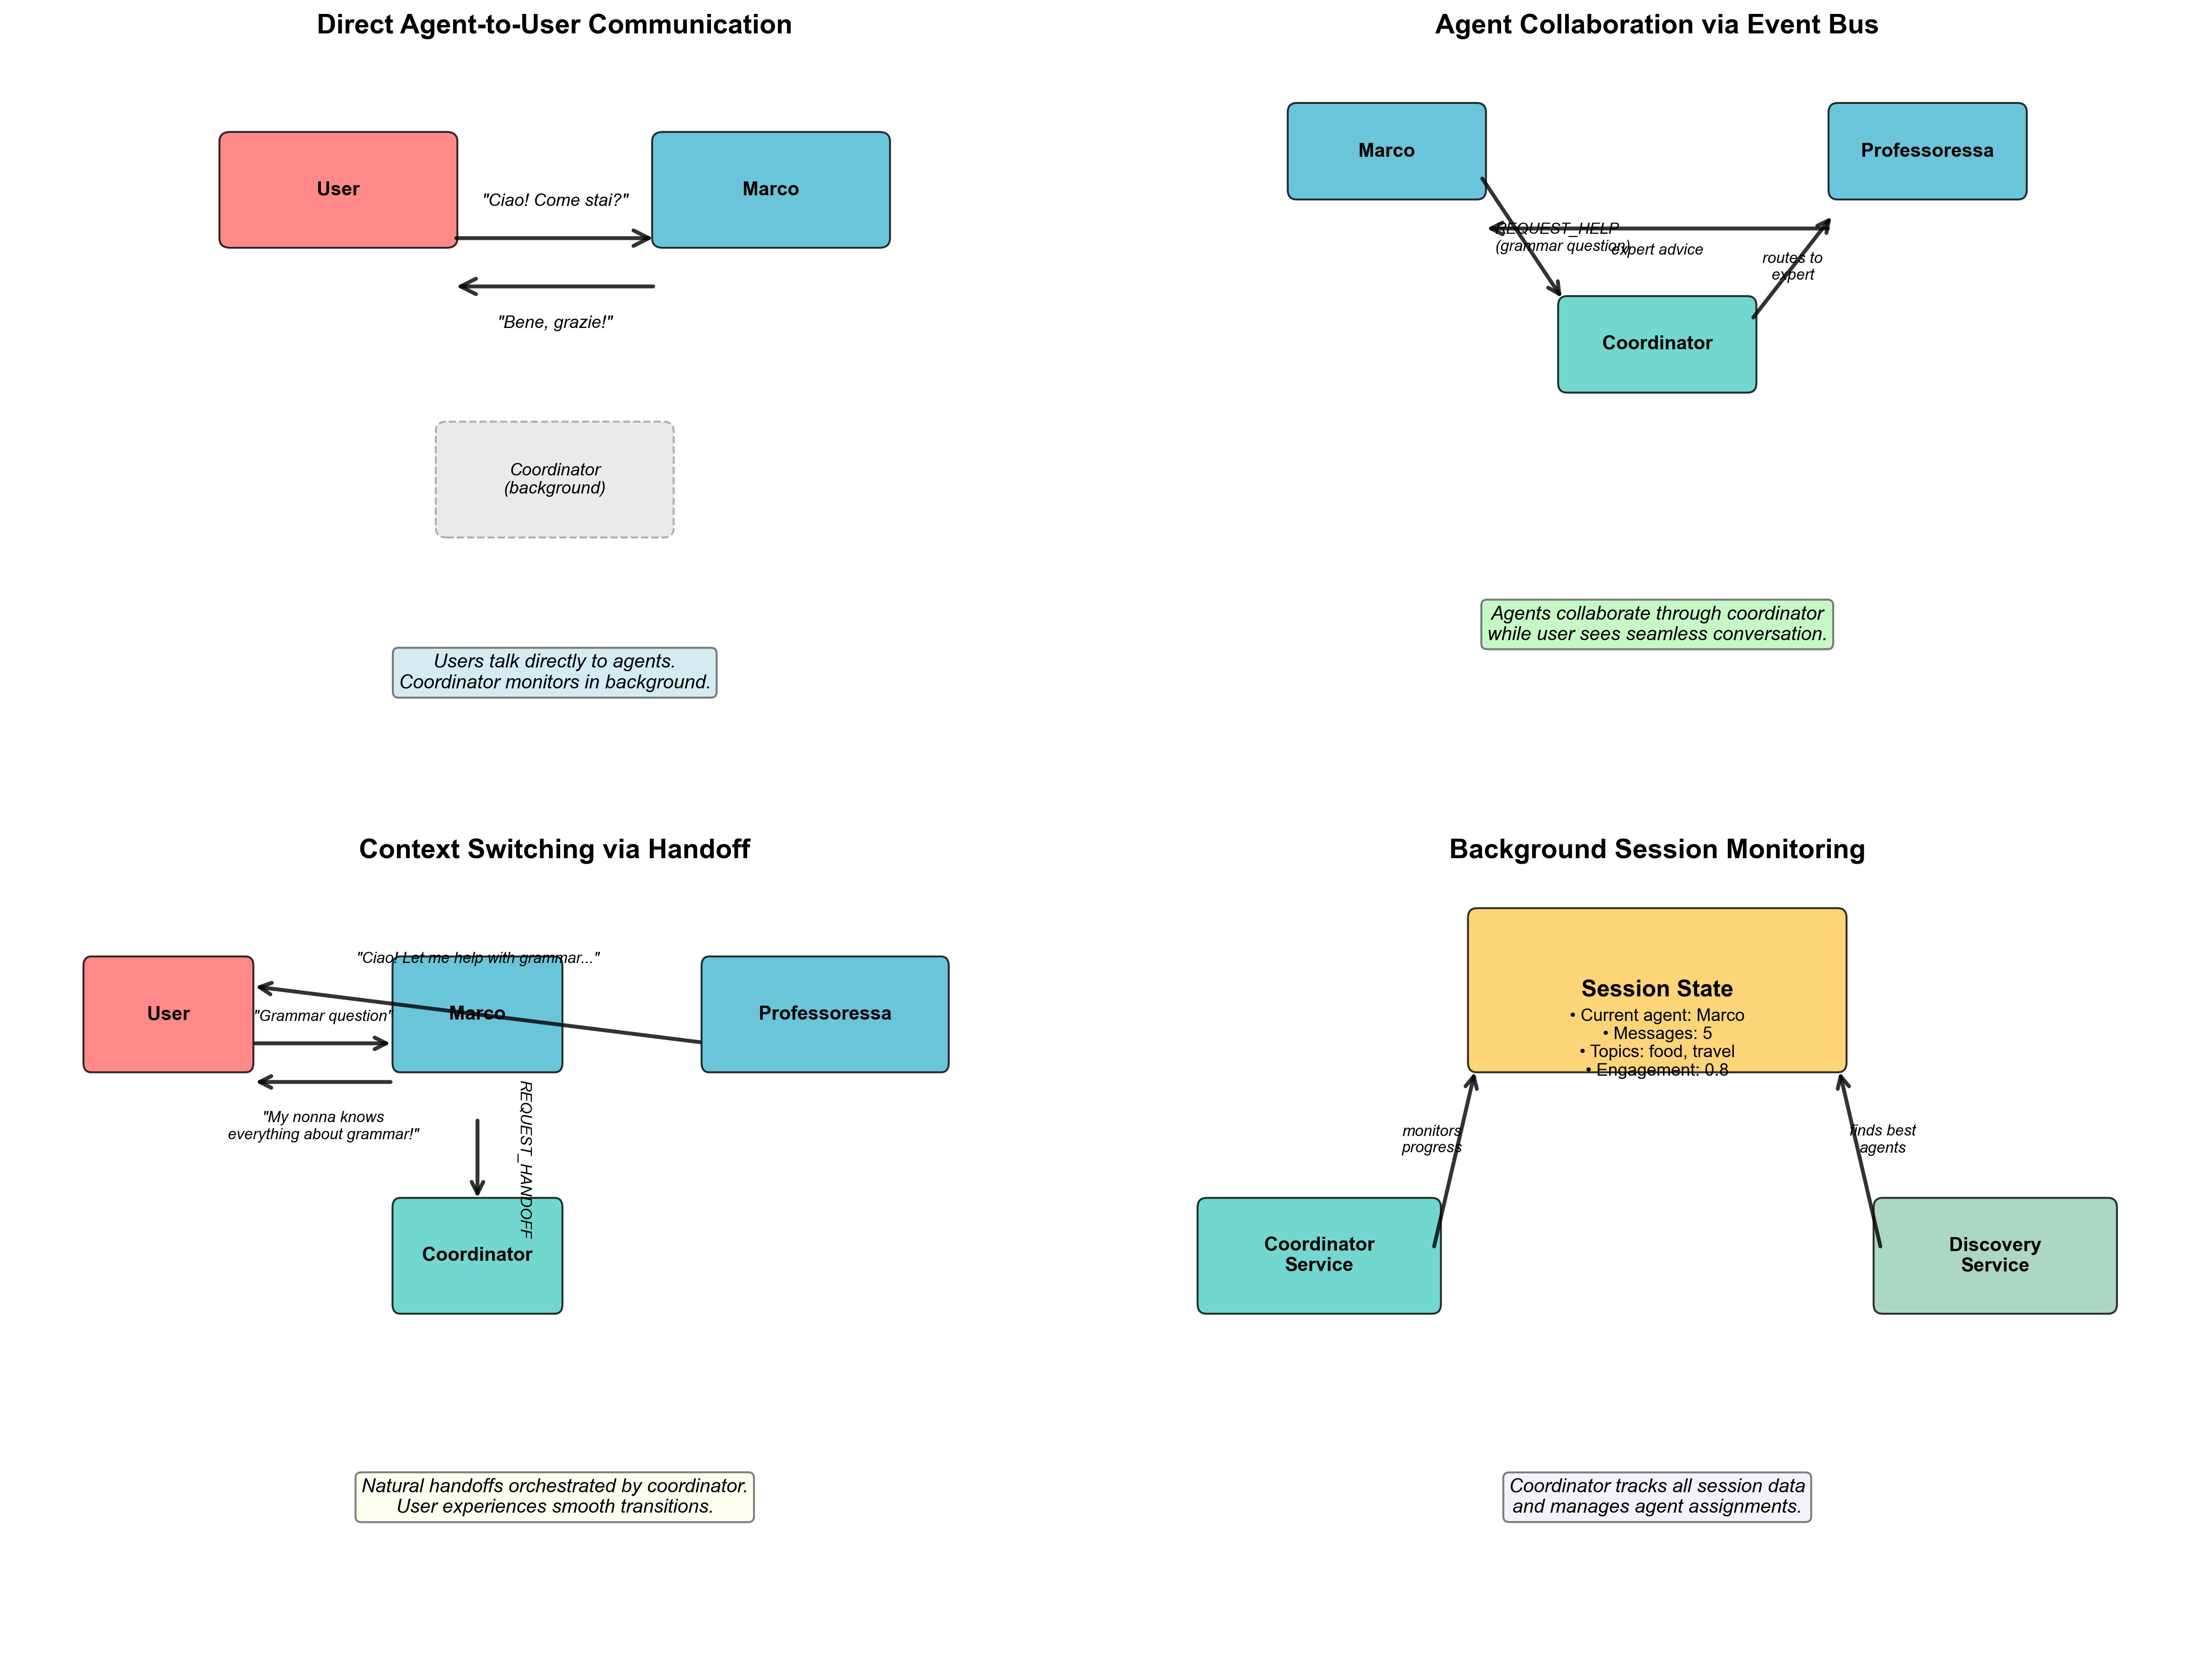 Direct Agent-to-User Communication
User
Marco
"Ciao! Come stai?"
"Bene, grazie!"
Coordinator
(background)
Users talk directly to agents.
Coordinator monitors in background.
Agent Collaboration via Event Bus
Marco
Professoressa
REQUEST_HELP
(grammar question)
expert advice
routes to
expert
Coordinator
Agents collaborate through coordinator
while user sees seamless conversation.
Context Switching via Handoff
"Ciao! Let me help with grammar..."
User
"Grammar question"
Marco
Professoressa
"My nonna knows
everything about grammar!"
REQUEST_HANDOFF
Coordinator
Natural handoffs orchestrated by coordinator.
User experiences smooth transitions.
Background Session Monitoring
Session State
• Current agent: Marco
• Messages: 5
• Topics: food, travel
• Engagement: 0.8
monitors
progress
finds best
agents
Coordinator
Service
Discovery
Service
Coordinator tracks all session data
and manages agent assignments.